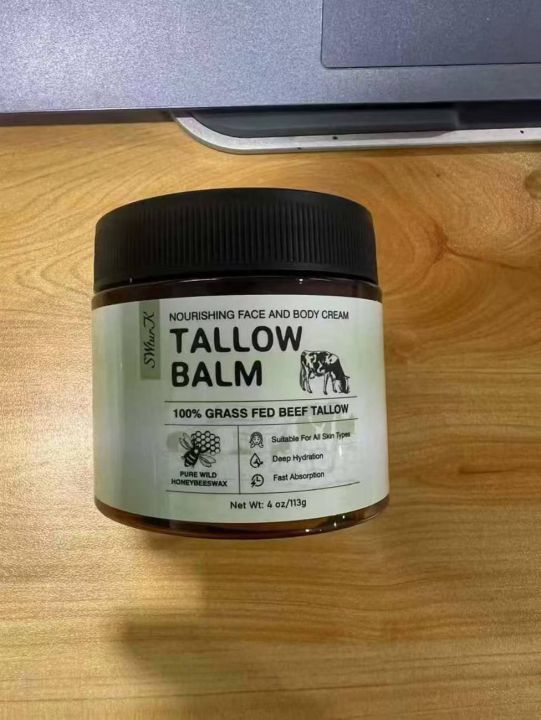 NOURISHING FACE AND BODY CREAM
TALLOW
BALM
100% GRASS FED BEEF TALLOW
PURE WILD
HONEYBEESWAX
Suitable For All Skin Types
Deep Hydration
Fast Absorption
Net Wt: 4 oz/113g